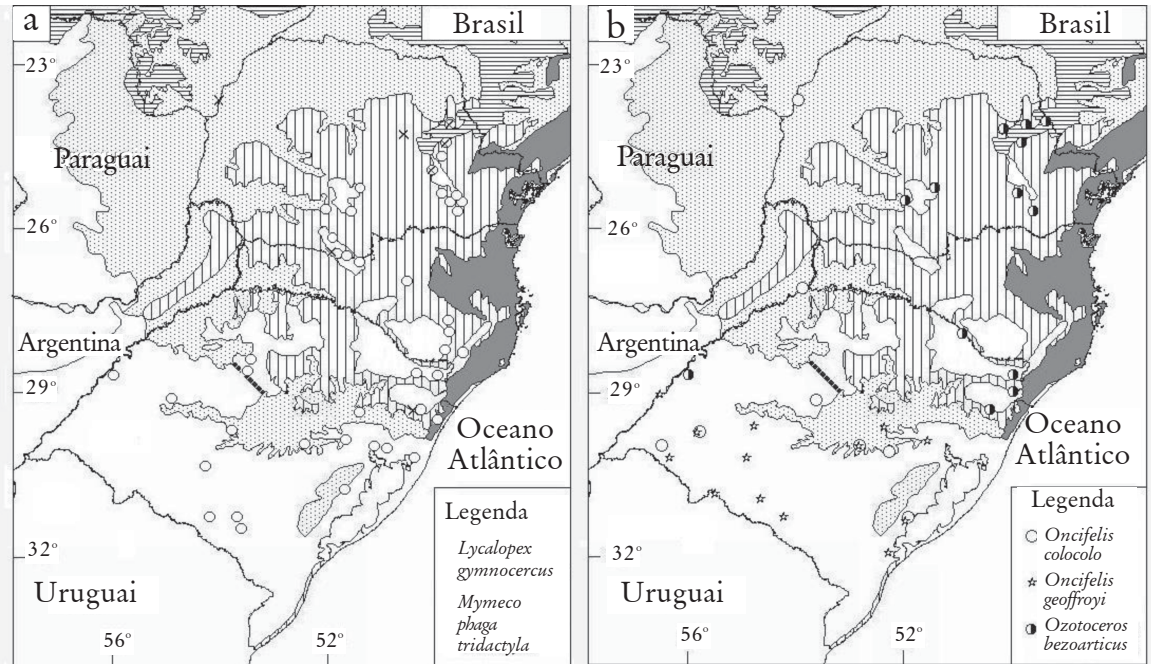 a
Brasil
23°
Paraguai
26°
Argentina
29°
Oceano
Atlântico
Legenda
Lycalopex
gymnocercus
Mymeco
phaga
tridactyla
32°
Uruguai
56°
52°
b
Brasil
23°
Paraguai
26°
Argentina
29°
Oceano
Atlântico
Legenda
Oncifelis
colocolo
Oncifelis
geoffroyi
Ozotoceros
bezoarticus
32°
Uruguai
56°
52°